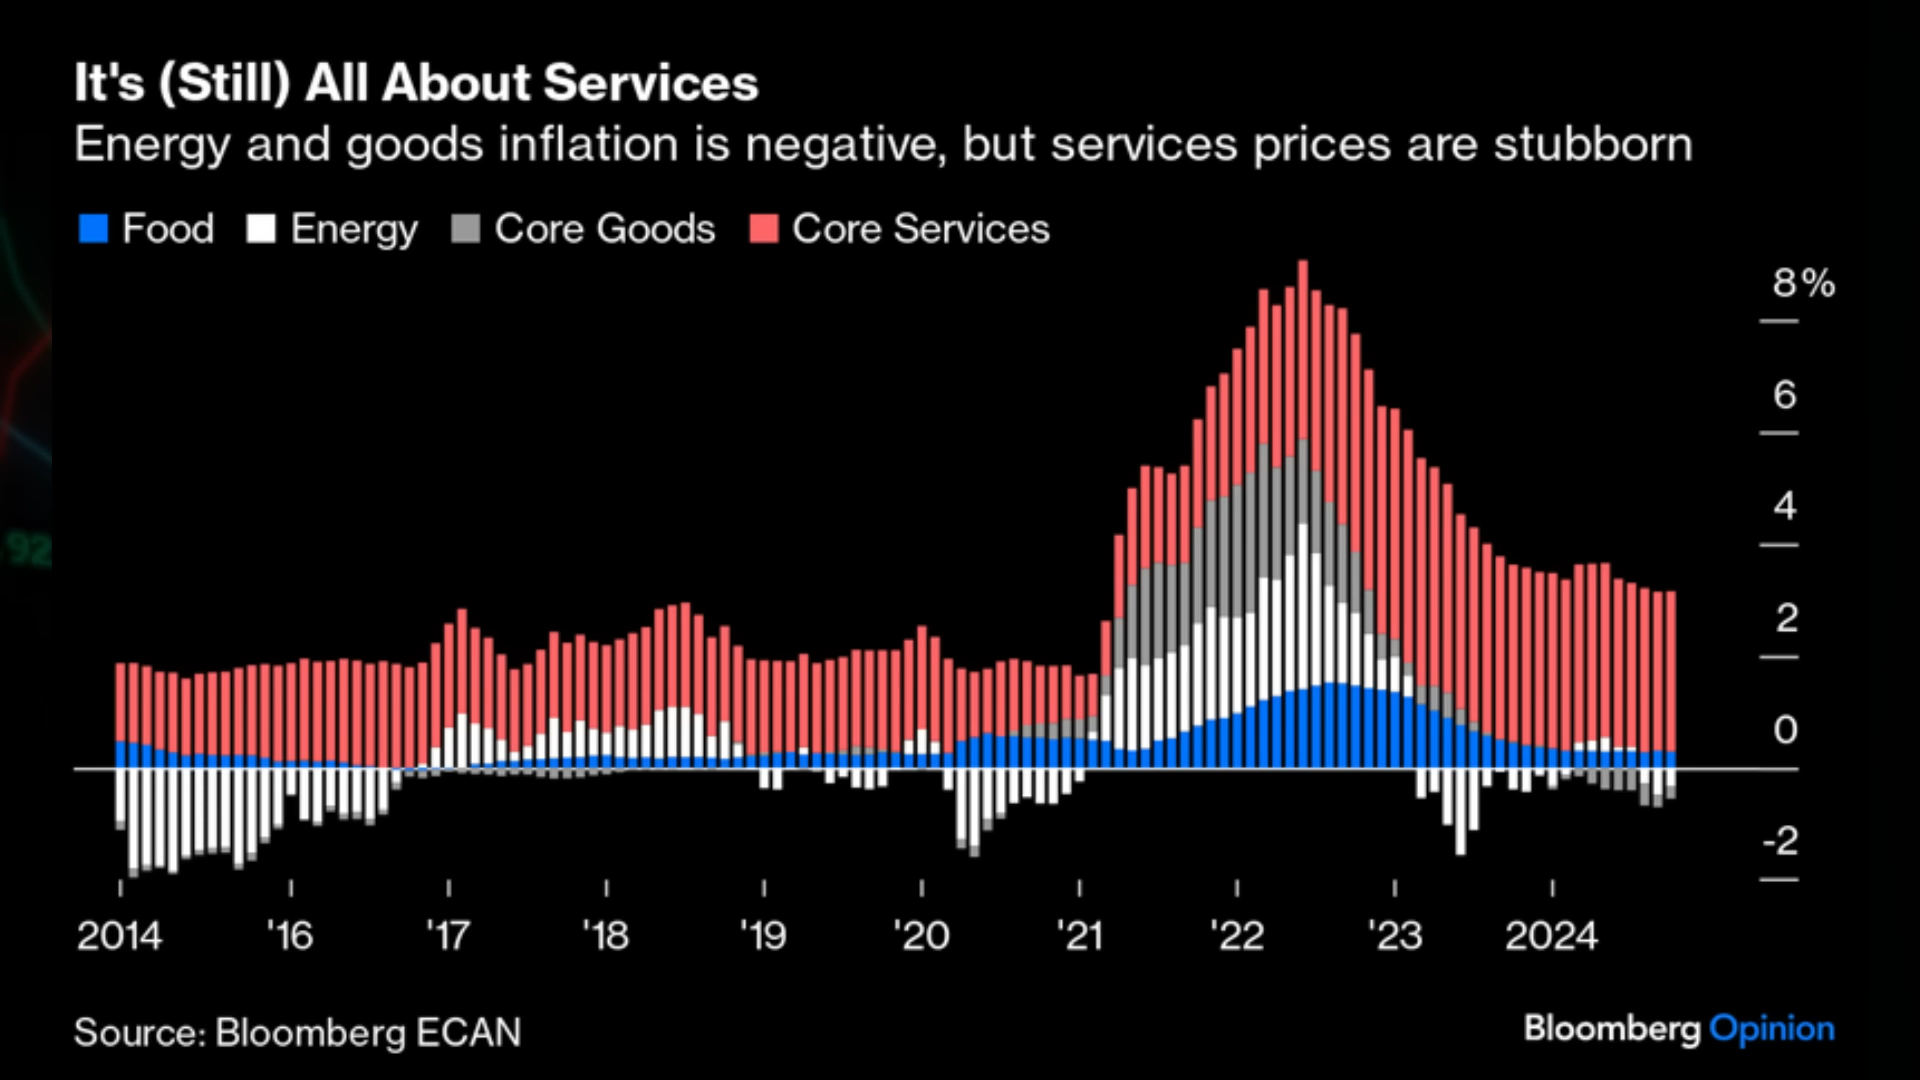 It's (Still) All About Services
Energy and goods inflation is negative, but services prices are stubborn
Food Energy Core Goods Core Services
8%
6
4
2
0
-2
92
2014 '16 '17 '18 '19 '20 '21 '22 '23 2024
Source: Bloomberg ECAN
Bloomberg Opinion